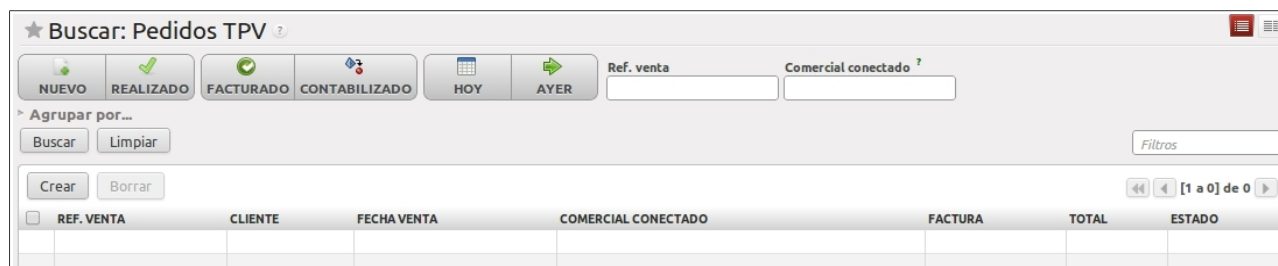 Buscar: Pedidos TPV ?
NUEVO REALIZADO FACTURADO CONTABILIZADO HOY AYER Ref. venta Comercial conectado ?
Agrupar por...
Buscar Limpiar Filtros
Crear Borrar [1 a 0] de 0
REF. VENTA CLIENTE FECHA VENTA COMERCIAL CONECTADO FACTURA TOTAL ESTADO